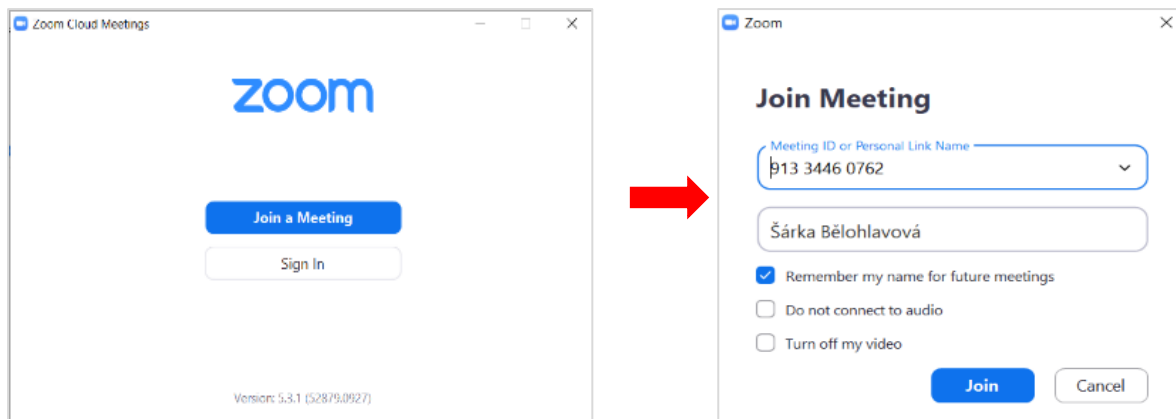 Zoom Cloud Meetings
zoom
Join a Meeting
Sign In
Version: 5.3.1 (52879.0927)
Zoom
Join Meeting
Meeting ID or Personal Link Name
913 3446 0762
Šárka Bělohlavová
Remember my name for future meetings
Do not connect to audio
Turn off my video
Join Cancel